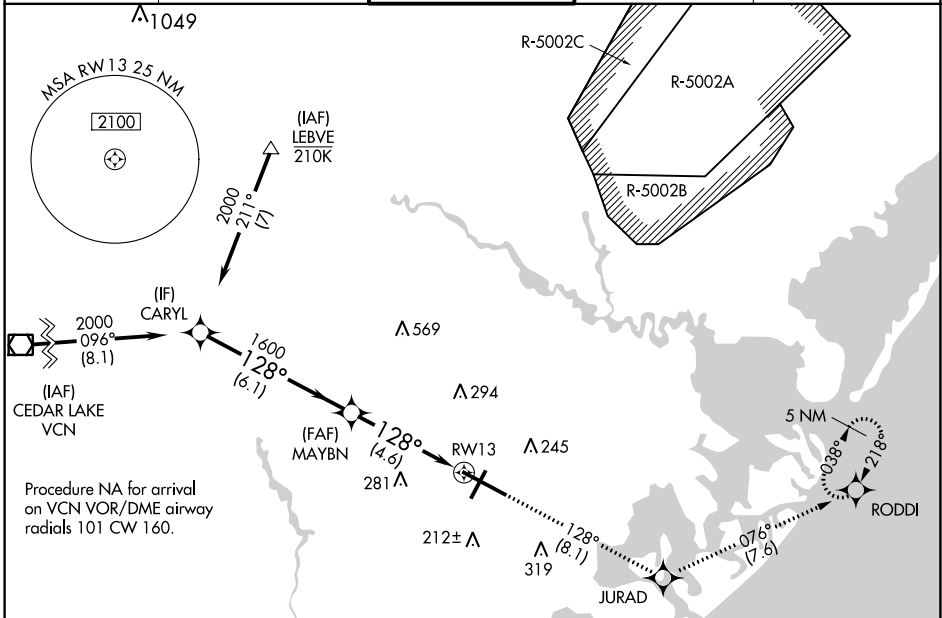 1049
MSA RW13 25 NM
2100
(IAF)
LEBVE
210K
2000
211°
(7)
R-5002C
R-5002A
R-5002B
(IF)
CARYL
2000
096°
(8.1)
(IAF)
CEDAR LAKE
VCN
1600
128°
(6.1)
569
294
(FAF)
MAYBN
128°
(4.6)
RW13
245
281
5 NM
038°
218°
RODDI
Procedure NA for arrival
on VCN VOR/DME airway
radials 101 CW 160.
212±
319
128°
(8.1)
076°
(7.6)
JURAD